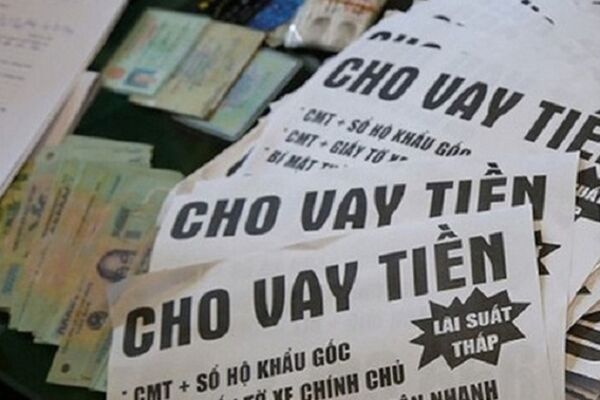 CHO VAY TIỀN
- CMT + SỔ HỘ KHẨU GỐC
- CMT + GIẤY TỜ XE
- BÍ MẬT
CHO VAY TIỀN
CHO VAY TIỀN
LÃI SUẤT
THẤP
- CMT + SỔ HỘ KHẨU GỐC
TỜ XE CHÍNH CHỦ
NHANH